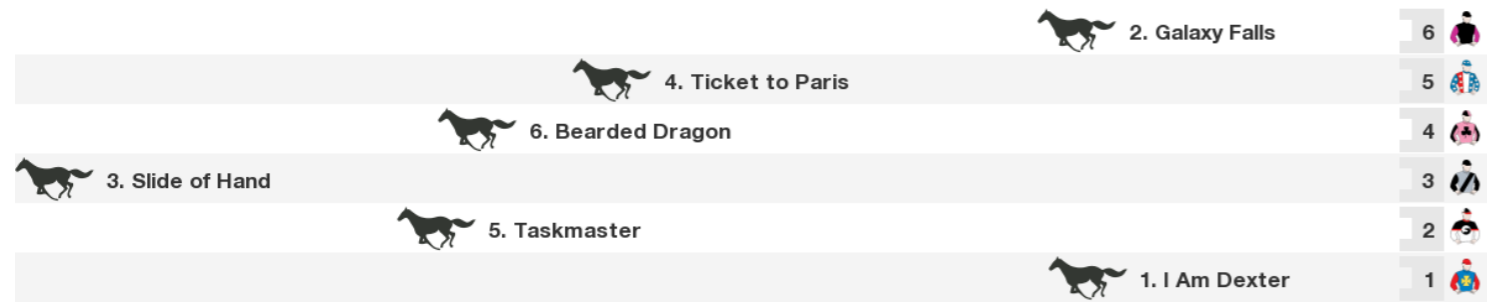 2. Galaxy Falls 6
4. Ticket to Paris 5
6. Bearded Dragon 4
3. Slide of Hand 3
5. Taskmaster 2
1. I Am Dexter 1